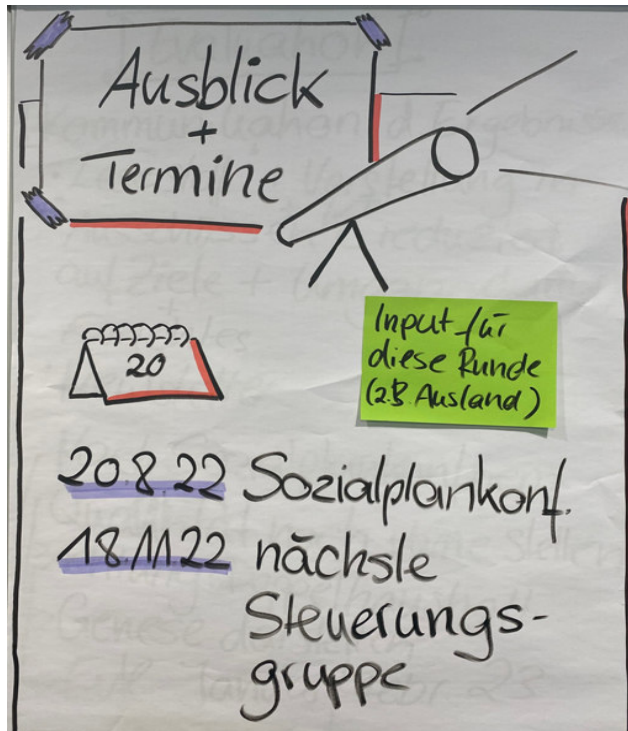 Ausblick
+
Termine
Input für
diese Runde
(z.B. Ausland)
20
20.8.22 Sozialplankonf.
18.11.22 nächste
Steuerungs-
gruppe